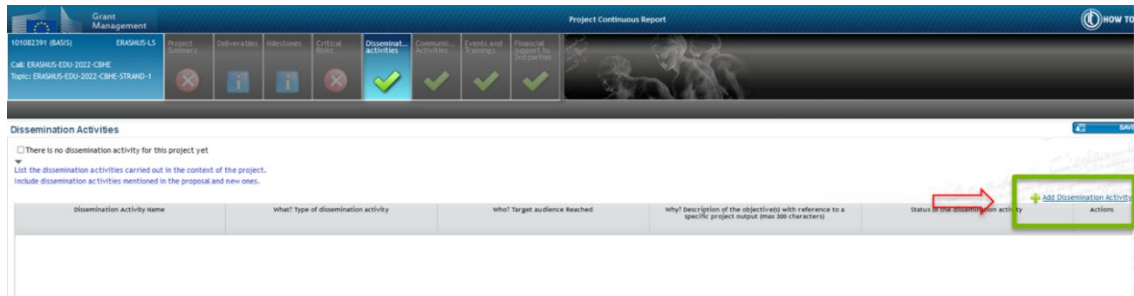 Grant
Management
Project Continuous Report
HOW TO
101082391 (BASIS) ERASMUS-LS
Call: ERASMUS-EDU-2022-CBHE
Topic: ERASMUS-EDU-2022-CBHE-STRAND-1
Project Summary
Deliverables
Milestones
Critical Risks
Disseminat... activities
Communic... Activities
Events and Trainings
Financial support to 3rd parties
Dissemination Activities
SAVE
There is no dissemination activity for this project yet
List the dissemination activities carried out in the context of the project.
Include dissemination activities mentioned in the proposal and new ones.
Add Dissemination Activity
Dissemination Activity Name
What? Type of dissemination activity
Who? Target audience Reached
Why? Description of the objective(s) with reference to a
specific project output (max 200 characters)
Status of the dissemination activity
Actions